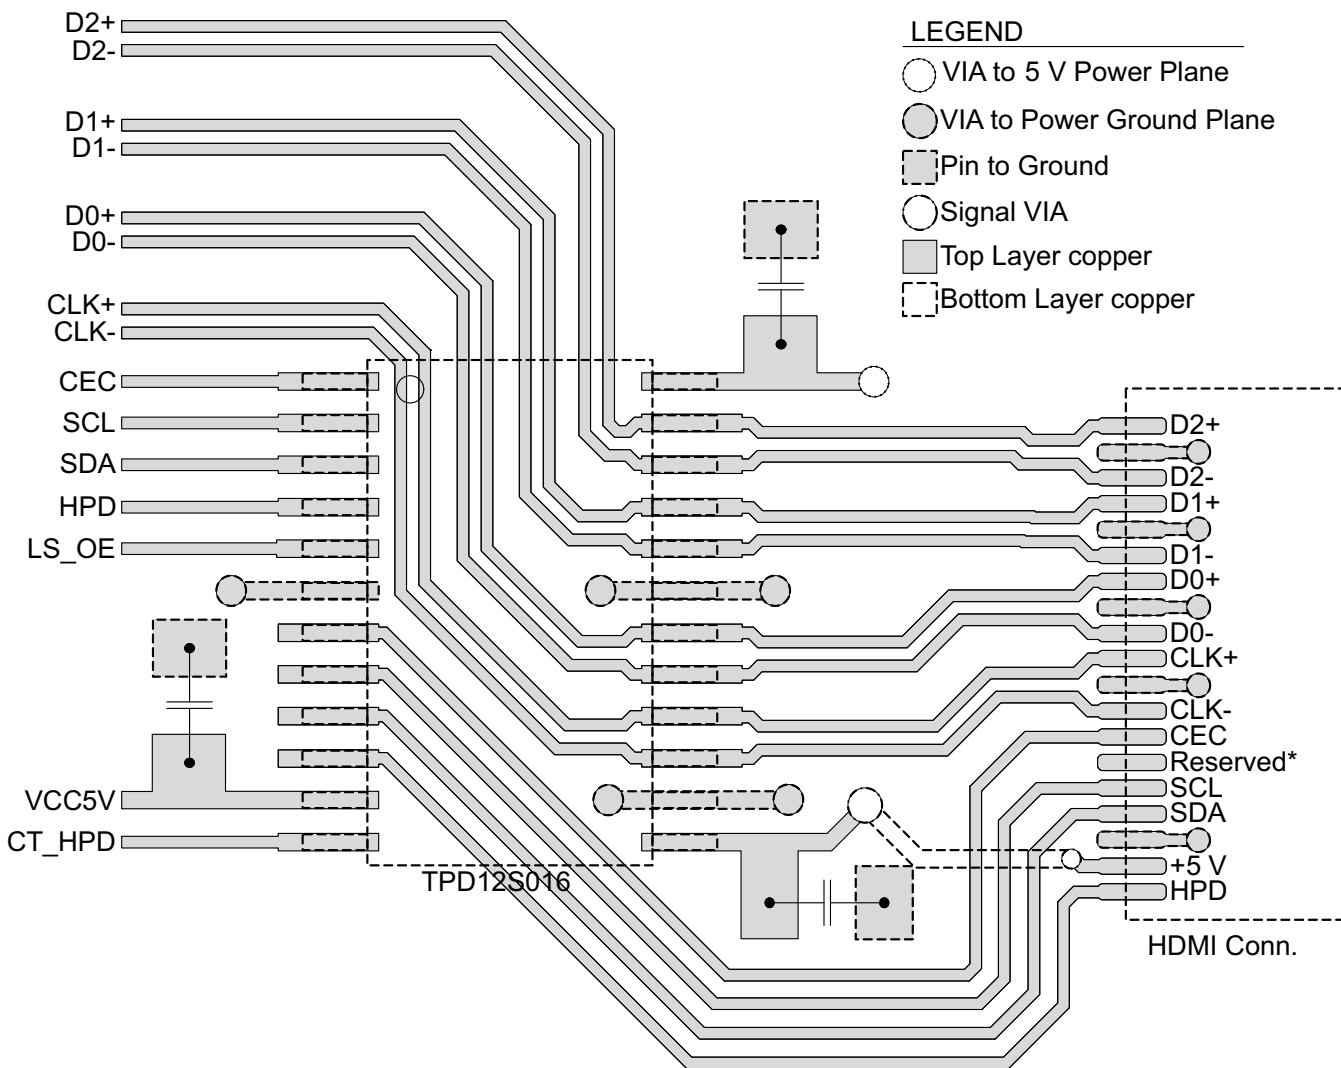 D2+
D2-
D1+
D1-
D0+
D0-
CLK+
CLK-
CEC
SCL
SDA
HPD
LS_OE
VCC5V
CT_HPD
TPD12S016
LEGEND
VIA to 5 V Power Plane
VIA to Power Ground Plane
Pin to Ground
Signal VIA
Top Layer copper
Bottom Layer copper
D2+
D2-
D1+
D1-
D0+
D0-
CLK+
CLK-
CEC
Reserved*
SCL
SDA
+5 V
HPD
HDMI Conn.